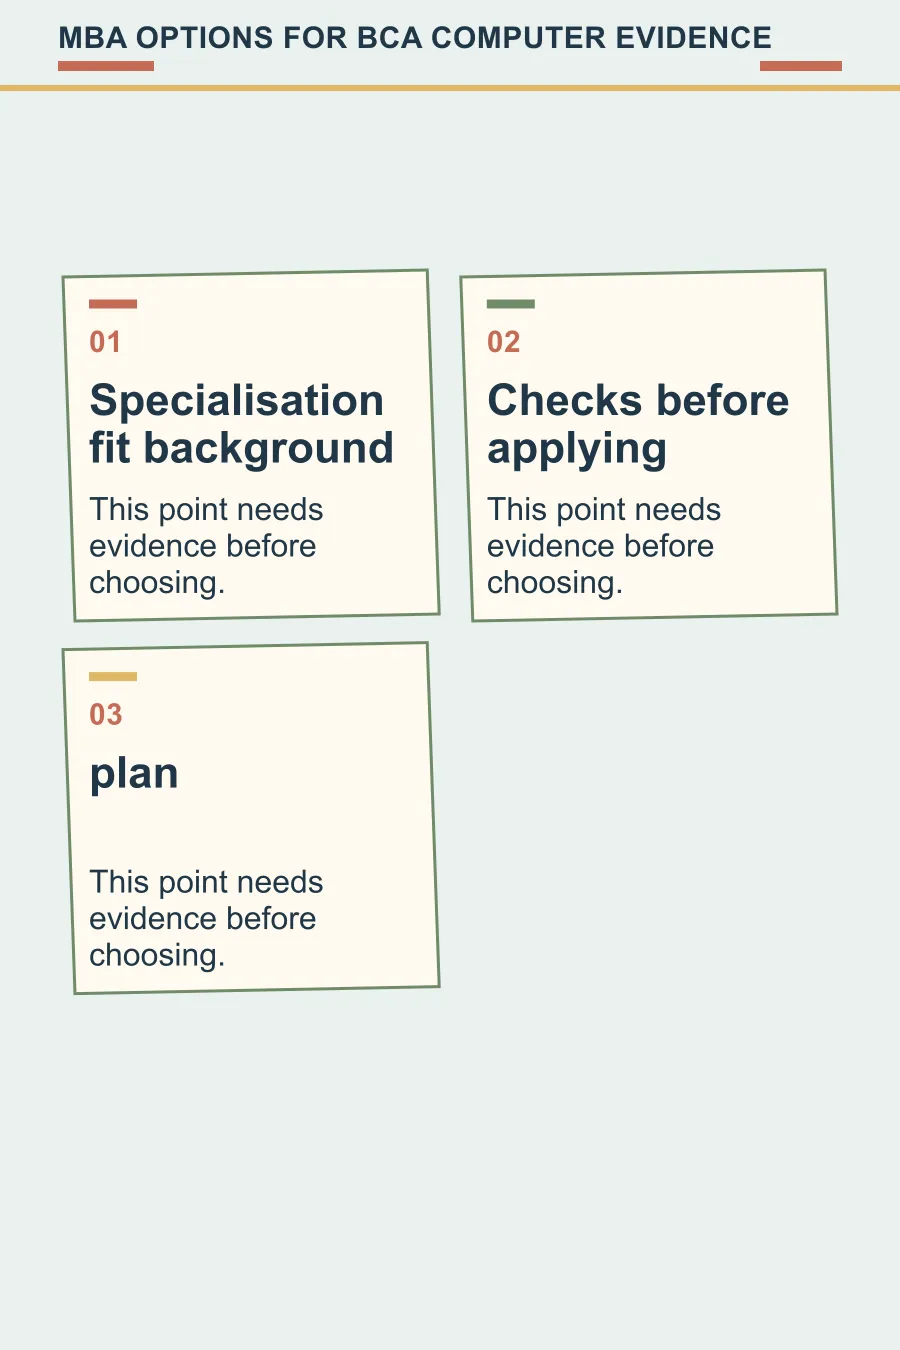 MBA OPTIONS FOR BCA COMPUTER EVIDENCE
01
Specialisation
fit background
This point needs
evidence before
choosing.
02
Checks before
applying
This point needs
evidence before
choosing.
03
plan
This point needs
evidence before
choosing.